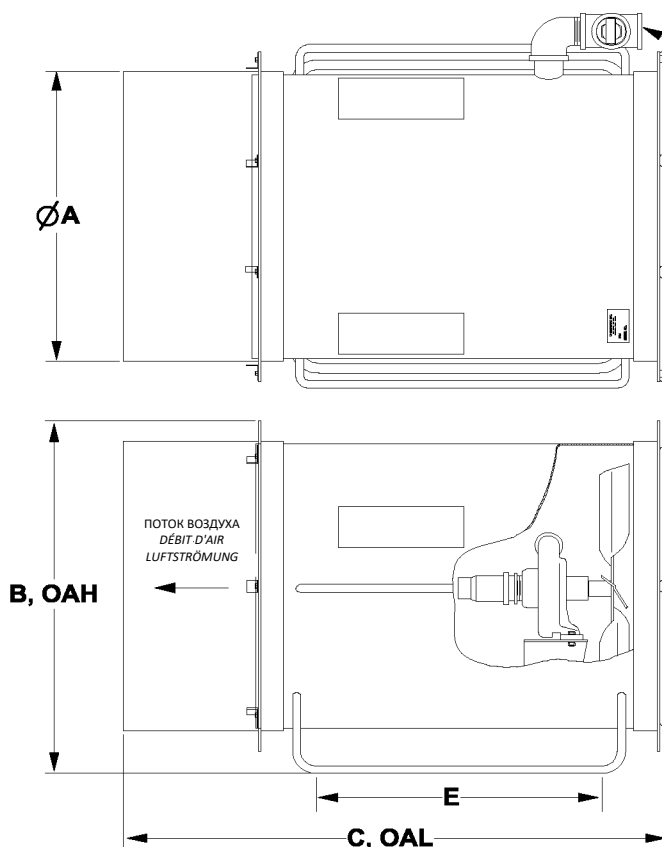 ØA
ПОТОК ВОЗДУХА
DÉBIT D'AIR
LUFTSTRÖMUNG
B, OAH
E
C, OAL